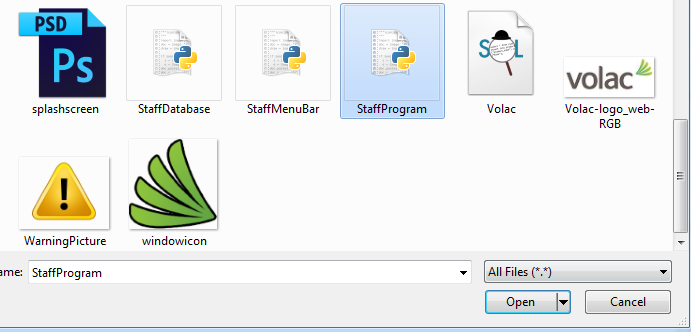 PSD
Ps
SQL
volac
splashscreen
StaffDatabase
StaffMenuBar
StaffProgram
Volac
Volac-logo_web-
RGB
WarningPicture
windowicon
ame:
StaffProgram
All Files (*.*)
Open
Cancel